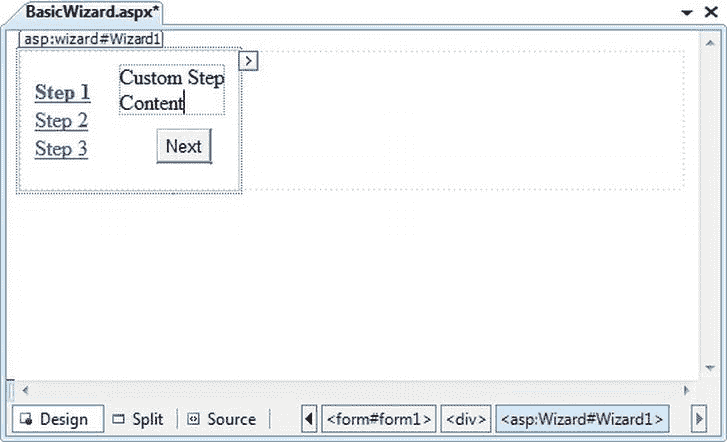 BasicWizard.aspx*
asp:wizard#Wizard1
Custom Step
Content
Step 1
Step 2
Step 3
Next
Design
Split
Source
<form#form1>
<div>
<asp:Wizard#Wizard1>